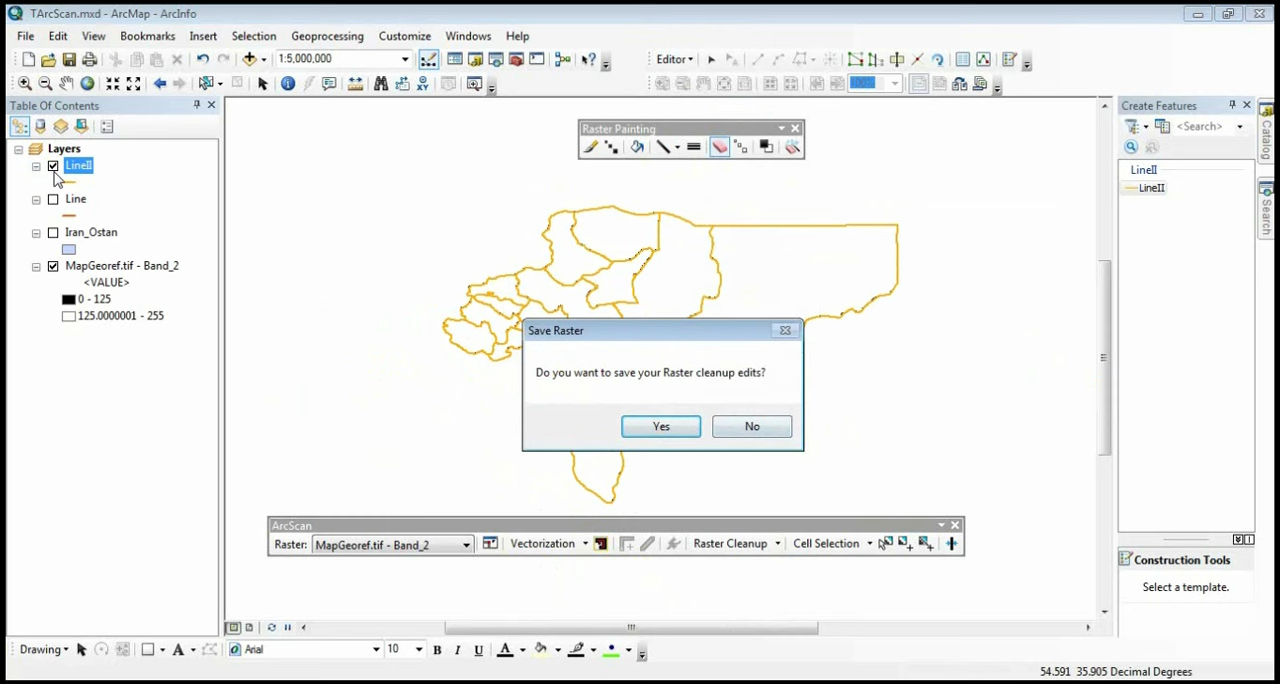 TArcScan.mxd - ArcMap - ArcInfo
File Edit View Bookmarks Insert Selection Geoprocessing Customize Windows Help
1:5,000,000 Editor
Table Of Contents
Layers
LineII
Line
Iran_Ostan
MapGeoref.tif - Band_2
<VALUE>
0 - 125
125.0000001 - 255
Raster Painting
Save Raster
Do you want to save your Raster cleanup edits?
Yes No
ArcScan
Raster: MapGeoref.tif - Band_2 Vectorization Raster Cleanup Cell Selection
Create Features
<Search>
LineII
LineII
Construction Tools
Select a template.
Catalog
Search
Drawing A Arial 10 B I U A
54.591 35.905 Decimal Degrees